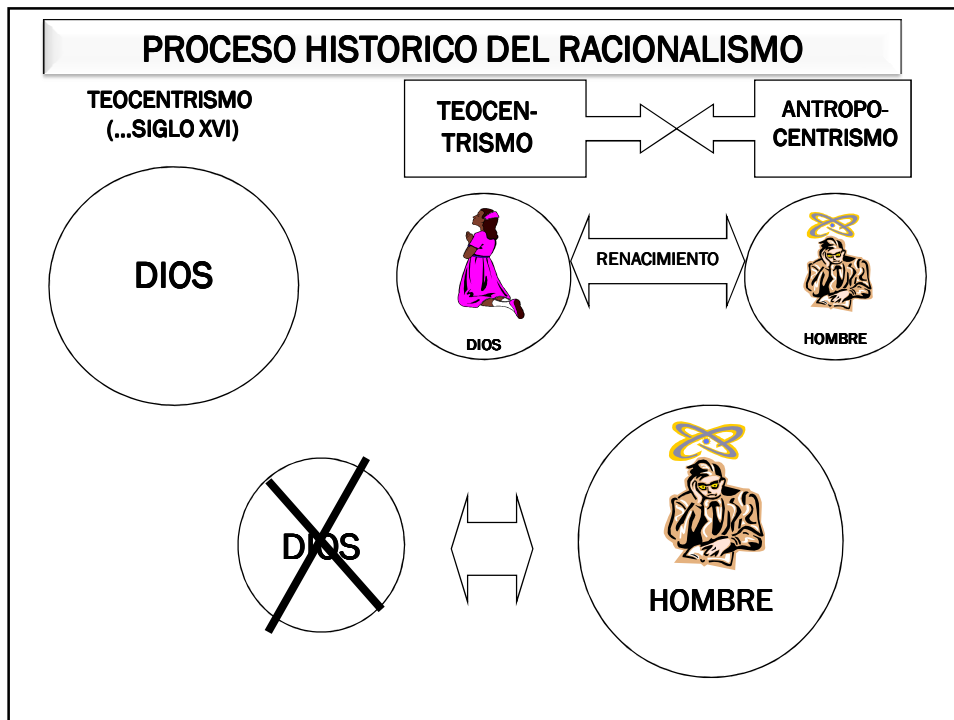 PROCESO HISTORICO DEL RACIONALISMO
TEOCENTRISMO
(...SIGLO XVI)
TEOCEN-
TRISMO
ANTROPO-
CENTRISMO
DIOS
RENACIMIENTO
DIOS
HOMBRE
DIOS
HOMBRE